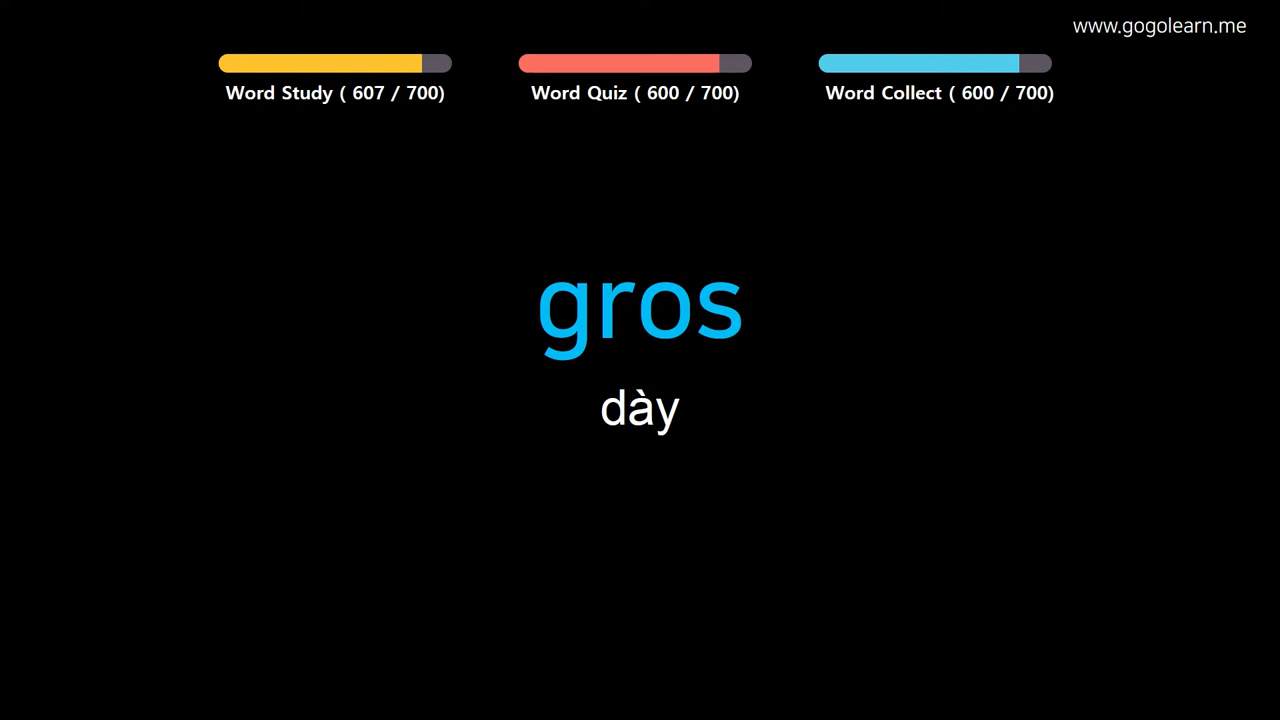 www.gogolearn.me
Word Study ( 607 / 700)
Word Quiz ( 600 / 700)
Word Collect ( 600 / 700)
gros
dày